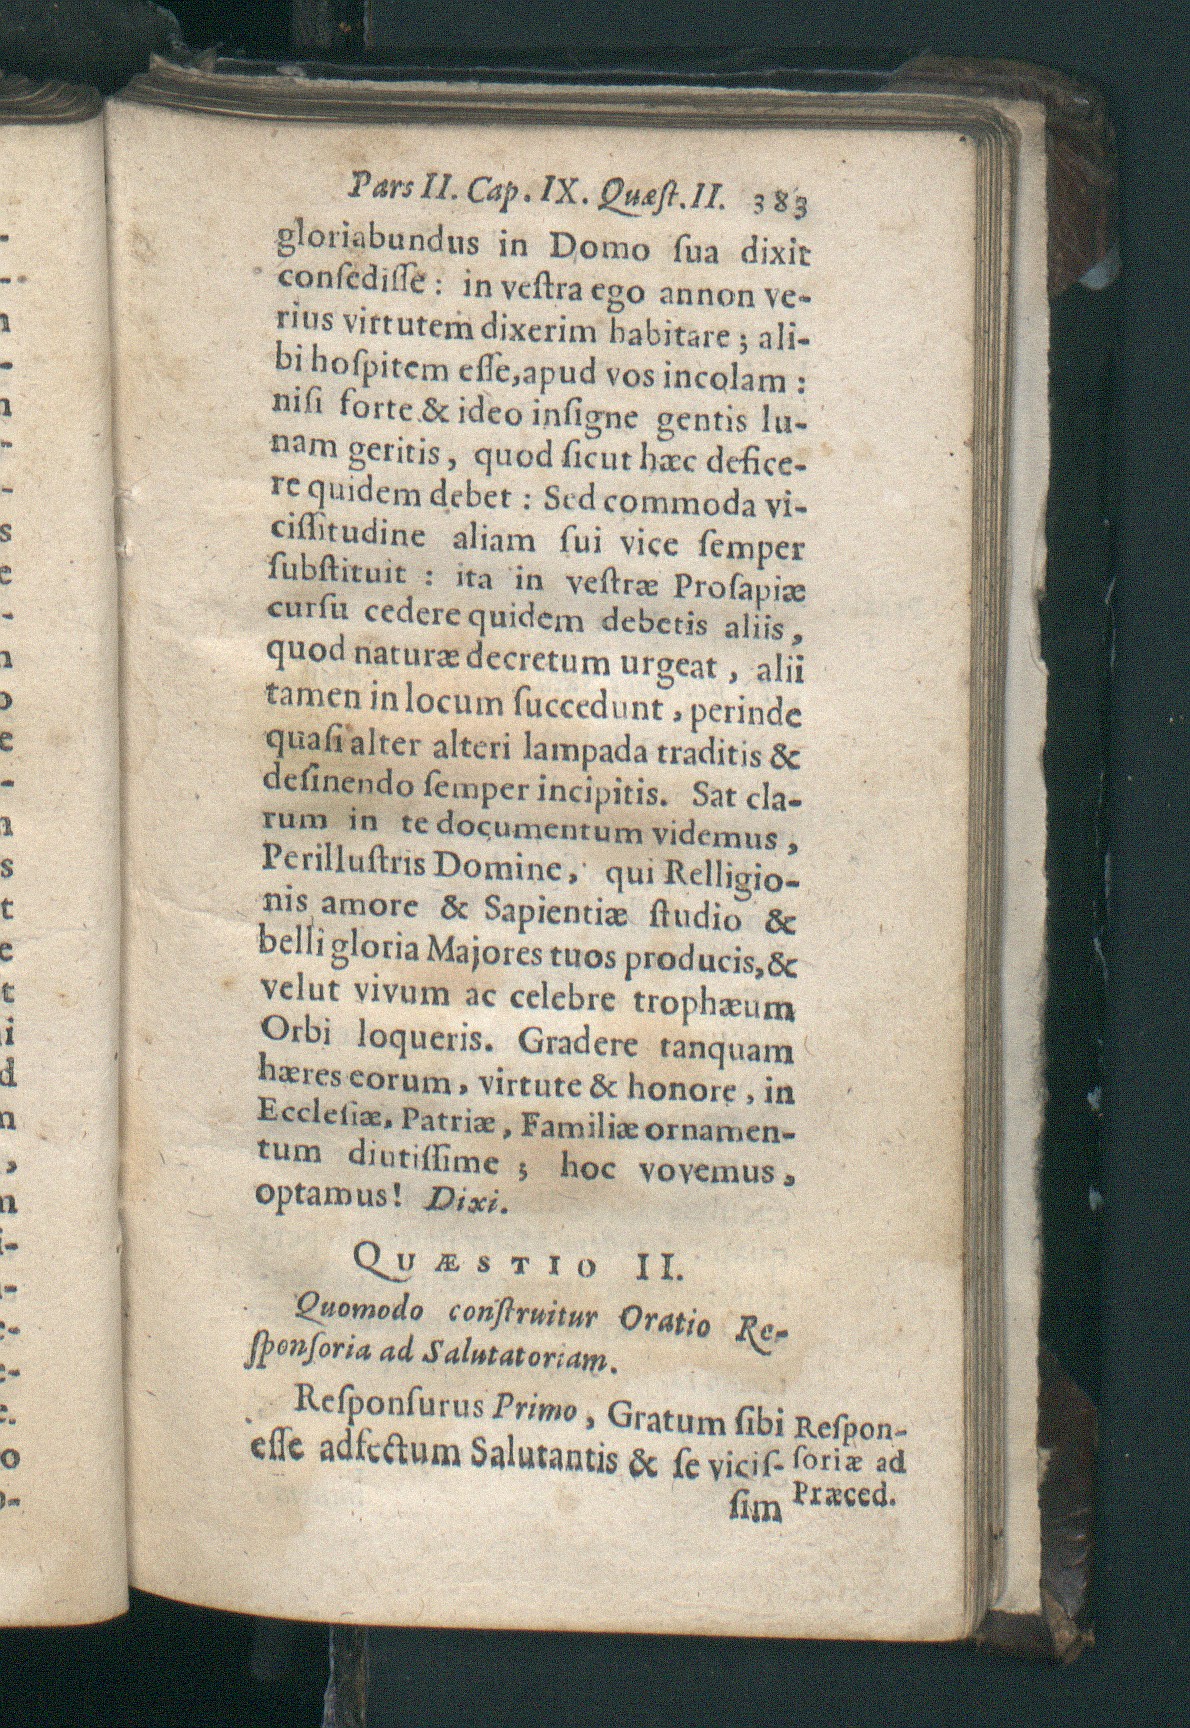 Pars II. Cap. IX. Quæſt. II. 383
gloriabundus in Domo ſua dixit
conſediſſe: in veſtra ego annon ve-
rius virtutem dixerim habitare; ali-
bi hoſpitem eſſe, apud vos incolam:
niſi forte & ideo inſigne gentis lu-
nam geritis, quod ſicut hæc defice-
re quidem debet: Sed commoda vi-
ciſſitudine aliam ſui vice ſemper
ſubſtituit: ita in veſtræ Proſapiæ
curſu cedere quidem debetis aliis,
quod naturæ decretum urgeat, alii
tamen in locum ſuccedunt, perinde
quaſi alter alteri lampada traditis &
deſinendo ſemper incipitis. Sat cla-
rum in te documentum videmus,
Perilluſtris Domine, qui Relligio-
nis amore & Sapientiæ ſtudio &
belli gloria Majores tuos producis, &
velut vivum ac celebre trophæum
Orbi loqueris. Gradere tanquam
hæres eorum, virtute & honore, in
Eccleſiæ, Patriæ, Familiæ ornamen-
tum diutiſſime; hoc vovemus,
optamus! Dixi.
QUÆSTIO II.
Quomodo conſtruitur Oratio Re-
ſponſoria ad Salutatoriam.
Reſponſurus Primo, Gratum ſibi
eſſe adfectum Salutantis & ſe viciſ-
ſim
Reſpon-
ſoriæ ad
Præced.